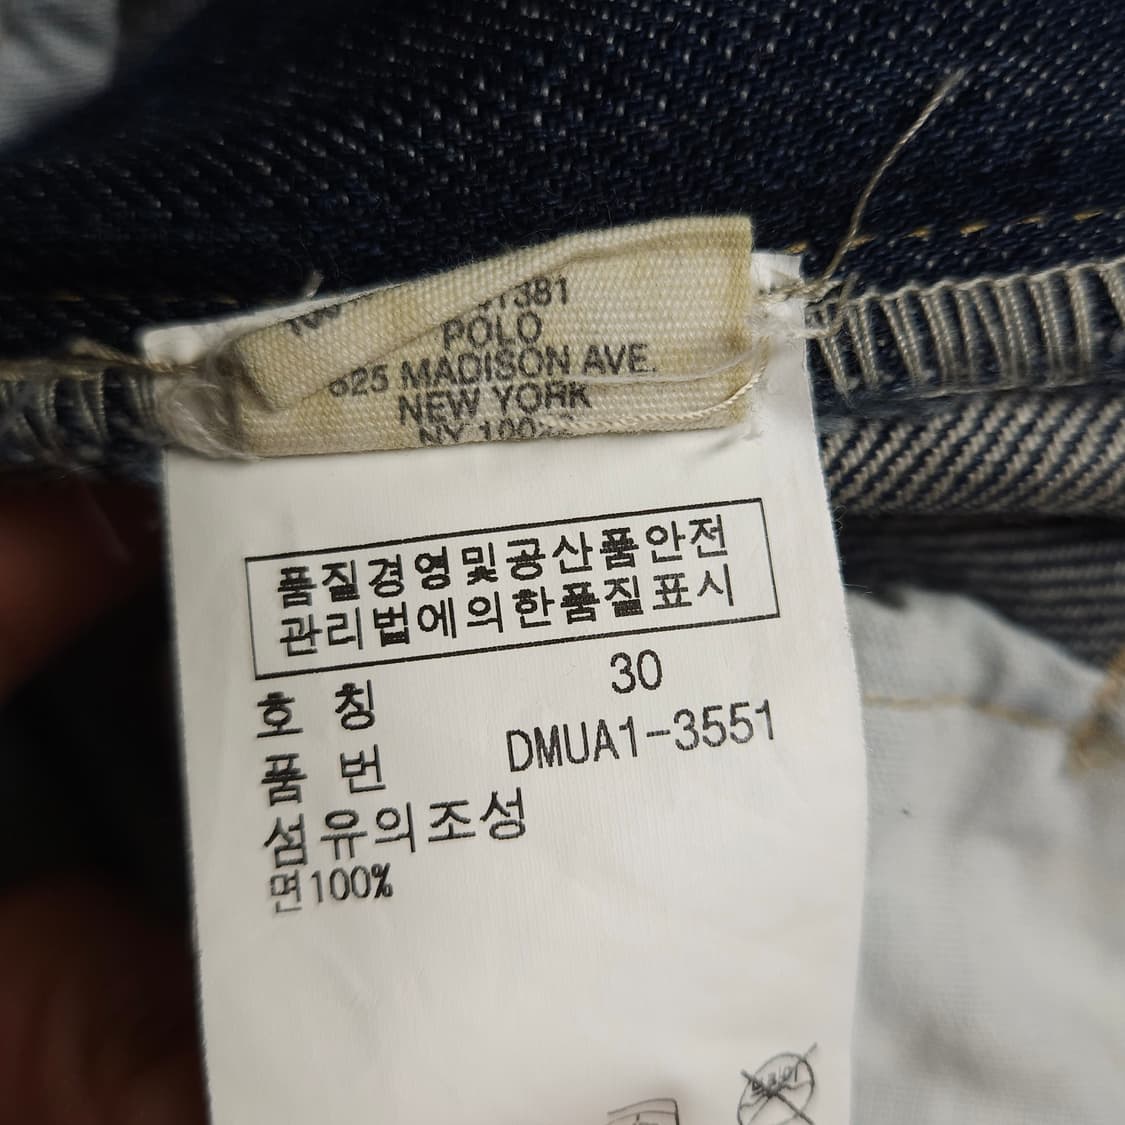 POLO
MADISON AVE.
NEW YORK
NY
품질경영및공산품안전
관리법에의한품질표시
호 칭 30
품 번 DMUA1-3551
섬유의조성
면100%